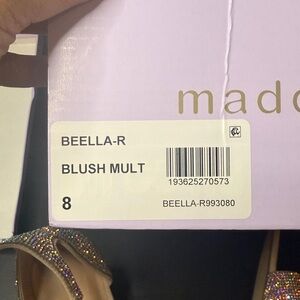 mad
BEELLA-R
BLUSH MULT
193625270573
8
BEELLA-R993080